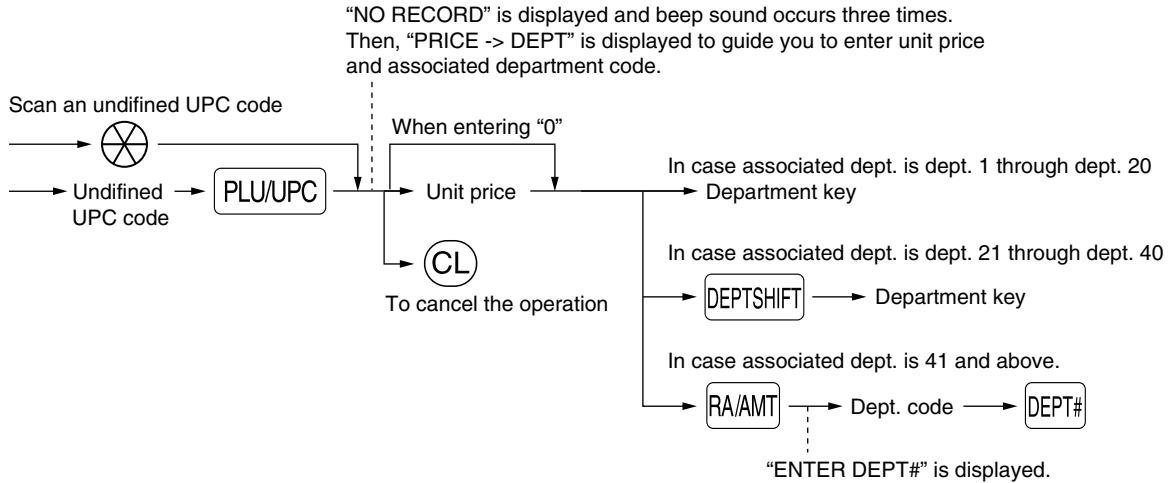 “NO RECORD” is displayed and beep sound occurs three times.
Then, “PRICE -> DEPT” is displayed to guide you to enter unit price
and associated department code.
Scan an undifined UPC code
When entering “0”
Undifined
UPC code
PLU/UPC
Unit price
In case associated dept. is dept. 1 through dept. 20
Department key
CL
To cancel the operation
In case associated dept. is dept. 21 through dept. 40
DEPTSHIFT
Department key
In case associated dept. is 41 and above.
RA/AMT
Dept. code
DEPT#
“ENTER DEPT#” is displayed.